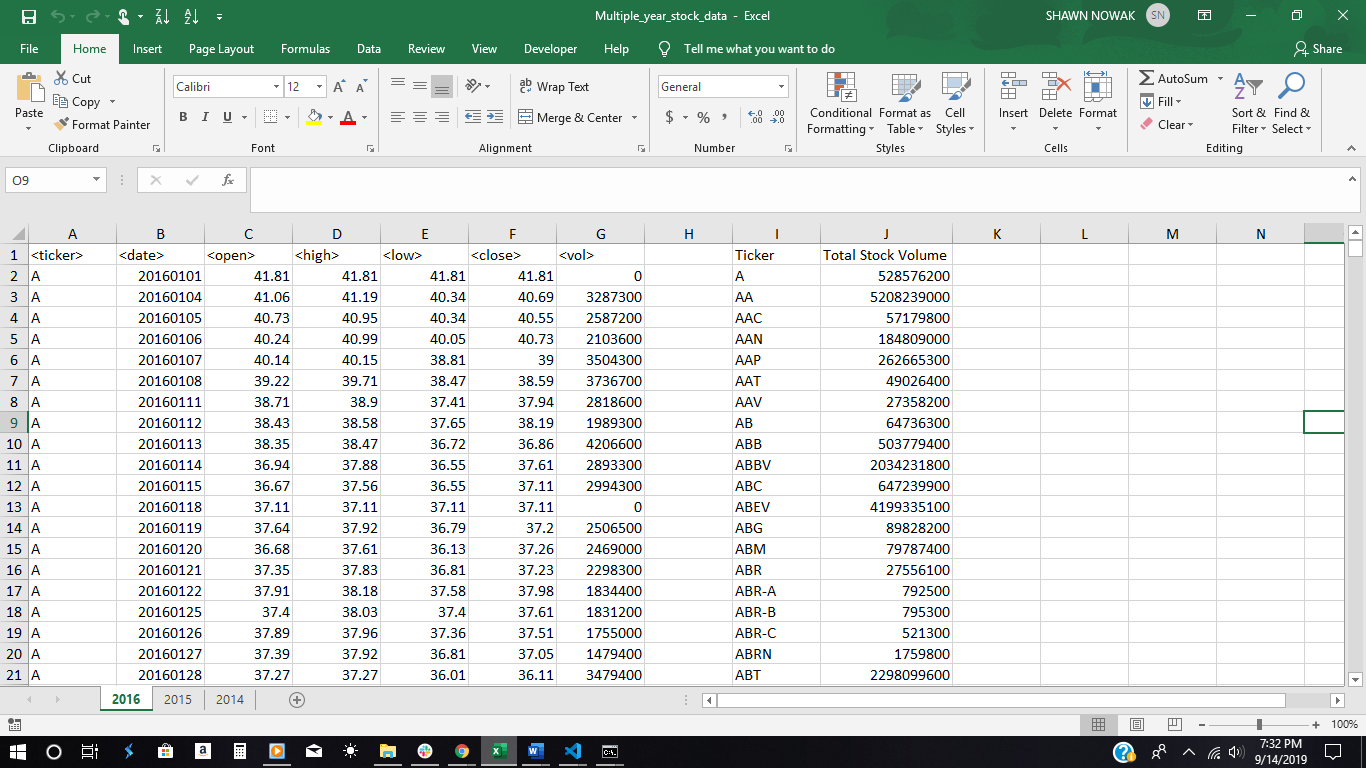 Multiple_year_stock_data - Excel
SHAWN NOWAK SN
File Home Insert Page Layout Formulas Data Review View Developer Help Tell me what you want to do Share
Paste Cut Copy Format Painter
Calibri 12
B I U
Wrap Text
Merge & Center
General
$ % ,
Conditional Formatting Format as Table Cell Styles
Insert Delete Format
AutoSum Fill Clear
Sort & Filter Find & Select
Clipboard Font Alignment Number Styles Cells Editing
O9 fx
A B C D E F G H I J K L M N
1 <ticker> <date> <open> <high> <low> <close> <vol> Ticker Total Stock Volume
2 A 20160101 41.81 41.81 41.81 41.81 0 A 528576200
3 A 20160104 41.06 41.19 40.34 40.69 3287300 AA 5208239000
4 A 20160105 40.73 40.95 40.34 40.55 2587200 AAC 57179800
5 A 20160106 40.24 40.99 40.05 40.73 2103600 AAN 184809000
6 A 20160107 40.14 40.15 38.81 39 3504300 AAP 262665300
7 A 20160108 39.22 39.71 38.47 38.59 3736700 AAT 49026400
8 A 20160111 38.71 38.9 37.41 37.94 2818600 AAV 27358200
9 A 20160112 38.43 38.58 37.65 38.19 1989300 AB 64736300
10 A 20160113 38.35 38.47 36.72 36.86 4206600 ABB 503779400
11 A 20160114 36.94 37.88 36.55 37.61 2893300 ABBV 2034231800
12 A 20160115 36.67 37.56 36.55 37.11 2994300 ABC 647239900
13 A 20160118 37.11 37.11 37.11 37.11 0 ABEV 4199335100
14 A 20160119 37.64 37.92 36.79 37.2 2506500 ABG 89828200
15 A 20160120 36.68 37.61 36.13 37.26 2469000 ABM 79787400
16 A 20160121 37.35 37.83 36.81 37.23 2298300 ABR 27556100
17 A 20160122 37.91 38.18 37.58 37.98 1834400 ABR-A 792500
18 A 20160125 37.4 38.03 37.4 37.61 1831200 ABR-B 795300
19 A 20160126 37.89 37.96 37.36 37.51 1755000 ABR-C 521300
20 A 20160127 37.39 37.92 36.81 37.05 1479400 ABRN 1759800
21 A 20160128 37.27 37.27 36.01 36.11 3479400 ABT 2298099600
2016 2015 2014
100%
7:32 PM
9/14/2019